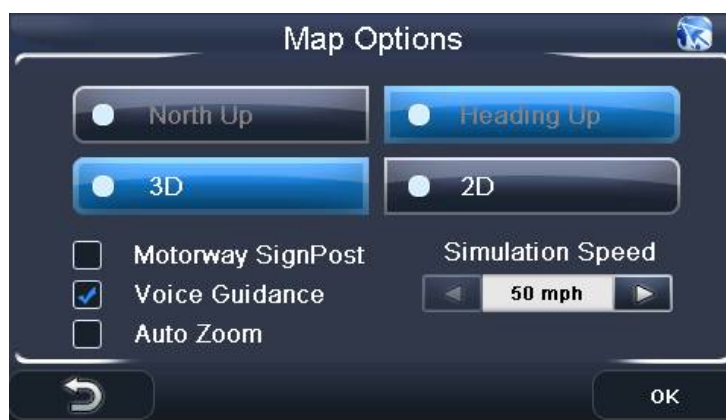 Map Options
North Up
Heading Up
3D
2D
Motorway SignPost
Simulation Speed
Voice Guidance
50 mph
Auto Zoom
OK